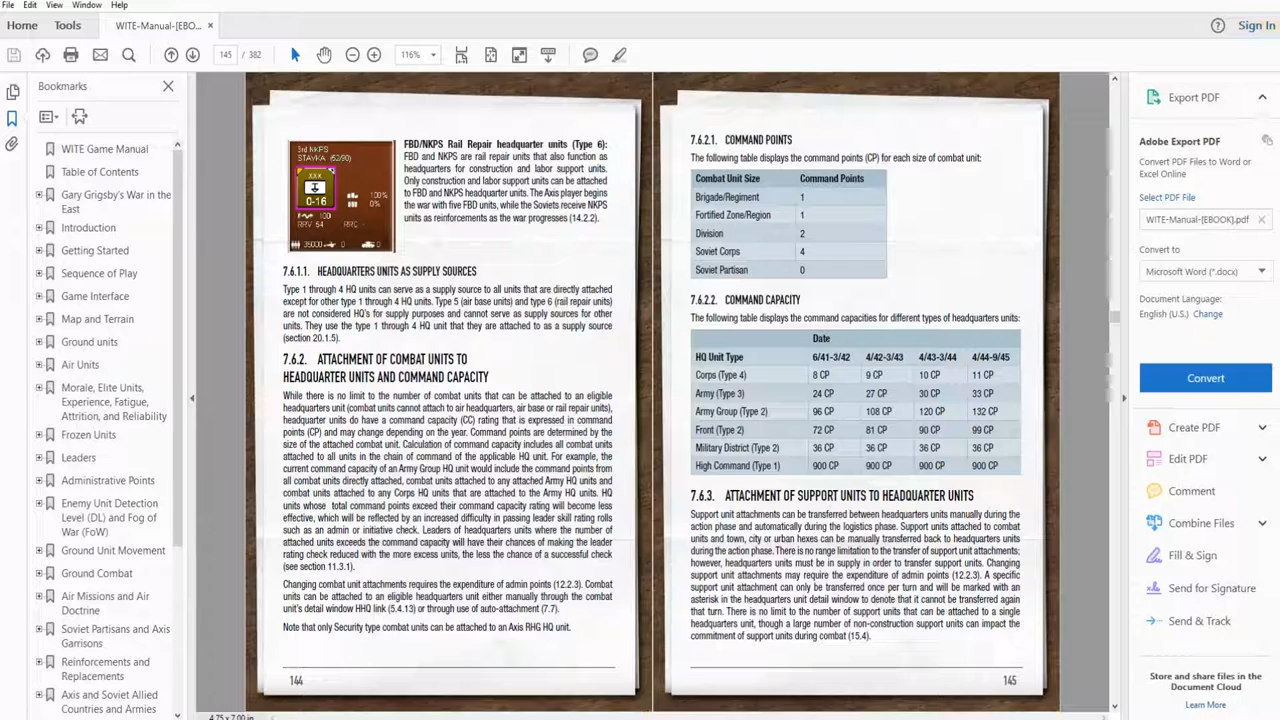 File Edit View Window Help
Home Tools WITE-Manual-[EBO... ×
? Sign In
145 / 382 116%
Bookmarks
WITE Game Manual
Table of Contents
Gary Grigsby's War in the
East
Introduction
Getting Started
Sequence of Play
Game Interface
Map and Terrain
Ground units
Air Units
Morale, Elite Units,
Experience, Fatigue,
Attrition, and Reliability
Frozen Units
Leaders
Administrative Points
Enemy Unit Detection
Level (DL) and Fog of
War (FoW)
Ground Unit Movement
Ground Combat
Air Missions and Air
Doctrine
Soviet Partisans and Axis
Garrisons
Reinforcements and
Replacements
Axis and Soviet Allied
Countries and Armies
3rd NKPS
STAVKA (52/90)
XXX
0-16
100%
0%
100
RRV 54 RRC -
35000 0 0
FBD/NKPS Rail Repair headquarter units (Type 6):
FBD and NKPS are rail repair units that also function as
headquarters for construction and labor support units.
Only construction and labor support units can be attached
to FBD and NKPS headquarter units. The Axis player begins
the war with five FBD units, while the Soviets receive NKPS
units as reinforcements as the war progresses (14.2.2).
7.6.1.1. HEADQUARTERS UNITS AS SUPPLY SOURCES
Type 1 through 4 HQ units can serve as a supply source to all units that are directly attached
except for other type 1 through 4 HQ units. Type 5 (air base units) and type 6 (rail repair units)
are not considered HQ's for supply purposes and cannot serve as supply sources for other
units. They use the type 1 through 4 HQ unit that they are attached to as a supply source
(section 20.1.5).
7.6.2. ATTACHMENT OF COMBAT UNITS TO
HEADQUARTER UNITS AND COMMAND CAPACITY
While there is no limit to the number of combat units that can be attached to an eligible
headquarters unit (combat units cannot attach to air headquarters, air base or rail repair units),
headquarter units do have a command capacity (CC) rating that is expressed in command
points (CP) and may change depending on the year. Command points are determined by the
size of the attached combat unit. Calculation of command capacity includes all combat units
attached to all units in the chain of command of the applicable HQ unit. For example, the
current command capacity of an Army Group HQ unit would include the command points from
all combat units directly attached, combat units attached to any attached Army HQ units and
combat units attached to any Corps HQ units that are attached to the Army HQ units. HQ
units whose total command points exceed their command capacity rating will become less
effective, which will be reflected by an increased difficulty in passing leader skill rating rolls
such as an admin or initiative check. Leaders of headquarter units where the number of
attached units exceeds the command capacity will have their chances of making the leader
rating check reduced with the more excess units, the less the chance of a successful check
(see section 11.3.1).
Changing combat unit attachments requires the expenditure of admin points (12.2.3). Combat
units can be attached to an eligible headquarters unit either manually through the combat
unit's detail window HHQ link (5.4.13) or through use of auto-attachment (7.7).
Note that only Security type combat units can be attached to an Axis RHG HQ unit.
144
7.6.2.1. COMMAND POINTS
The following table displays the command points (CP) for each size of combat unit:
Combat Unit Size Command Points
Brigade/Regiment 1
Fortified Zone/Region 1
Division 2
Soviet Corps 4
Soviet Partisan 0
7.6.2.2. COMMAND CAPACITY
The following table displays the command capacities for different types of headquarters units:
Date
HQ Unit Type 6/41-3/42 4/42-3/43 4/43-3/44 4/44-9/45
Corps (Type 4) 8 CP 9 CP 10 CP 11 CP
Army (Type 3) 24 CP 27 CP 30 CP 33 CP
Army Group (Type 2) 96 CP 108 CP 120 CP 132 CP
Front (Type 2) 72 CP 81 CP 90 CP 99 CP
Military District (Type 2) 36 CP 36 CP 36 CP 36 CP
High Command (Type 1) 900 CP 900 CP 900 CP 900 CP
7.6.3. ATTACHMENT OF SUPPORT UNITS TO HEADQUARTER UNITS
Support unit attachments can be transferred between headquarters units manually during the
action phase and automatically during the logistics phase. Support units attached to combat
units and town, city or urban hexes can be manually transferred back to headquarters units
during the action phase. There is no range limitation to the transfer of support unit attachments;
however, headquarters units must be in supply in order to transfer support units. Changing
support unit attachments may require the expenditure of admin points (12.2.3). A specific
support unit attachment can only be transferred once per turn and will be marked with an
asterisk in the headquarters unit detail window to denote that it cannot be transferred again
that turn. There is no limit to the number of support units that can be attached to a single
headquarters unit, though a large number of non-construction support units can impact the
commitment of support units during combat (15.4).
145
4.75 x 7.00 in
Export PDF
Adobe Export PDF
Convert PDF Files to Word or
Excel Online
Select PDF File
WITE-Manual-[EBOOK].pdf ×
Convert to
Microsoft Word (*.docx)
Document Language:
English (U.S.) Change
Convert
Create PDF
Edit PDF
Comment
Combine Files
Fill & Sign
Send for Signature
Send & Track
Store and share files in the
Document Cloud
Learn More